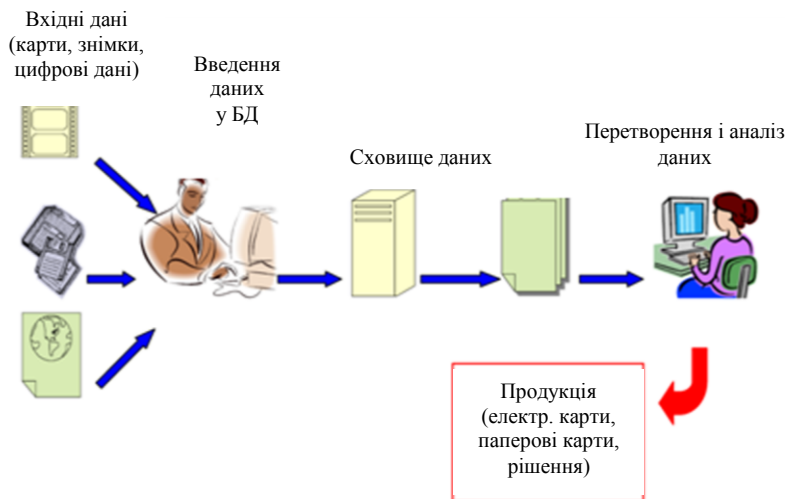 Вхідні дані
(карти, знімки,
цифрові дані)
Введення
даних
у БД
Сховище даних
Перетворення і аналіз
даних
Продукція
(електр. карти,
паперові карти,
рішення)